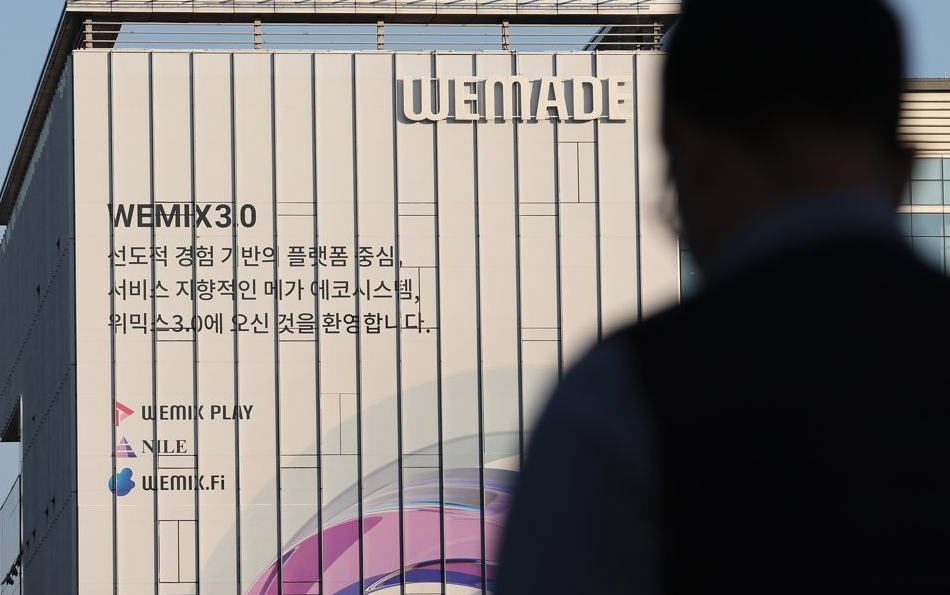 WEMADE
WEMIX3.0
선도적 경험 기반의 플랫폼 중심,
서비스 지향적인 메가 에코시스템,
위믹스3.0에 오신 것을 환영합니다.
WEMIX PLAY
NILE
WEMIX.Fi